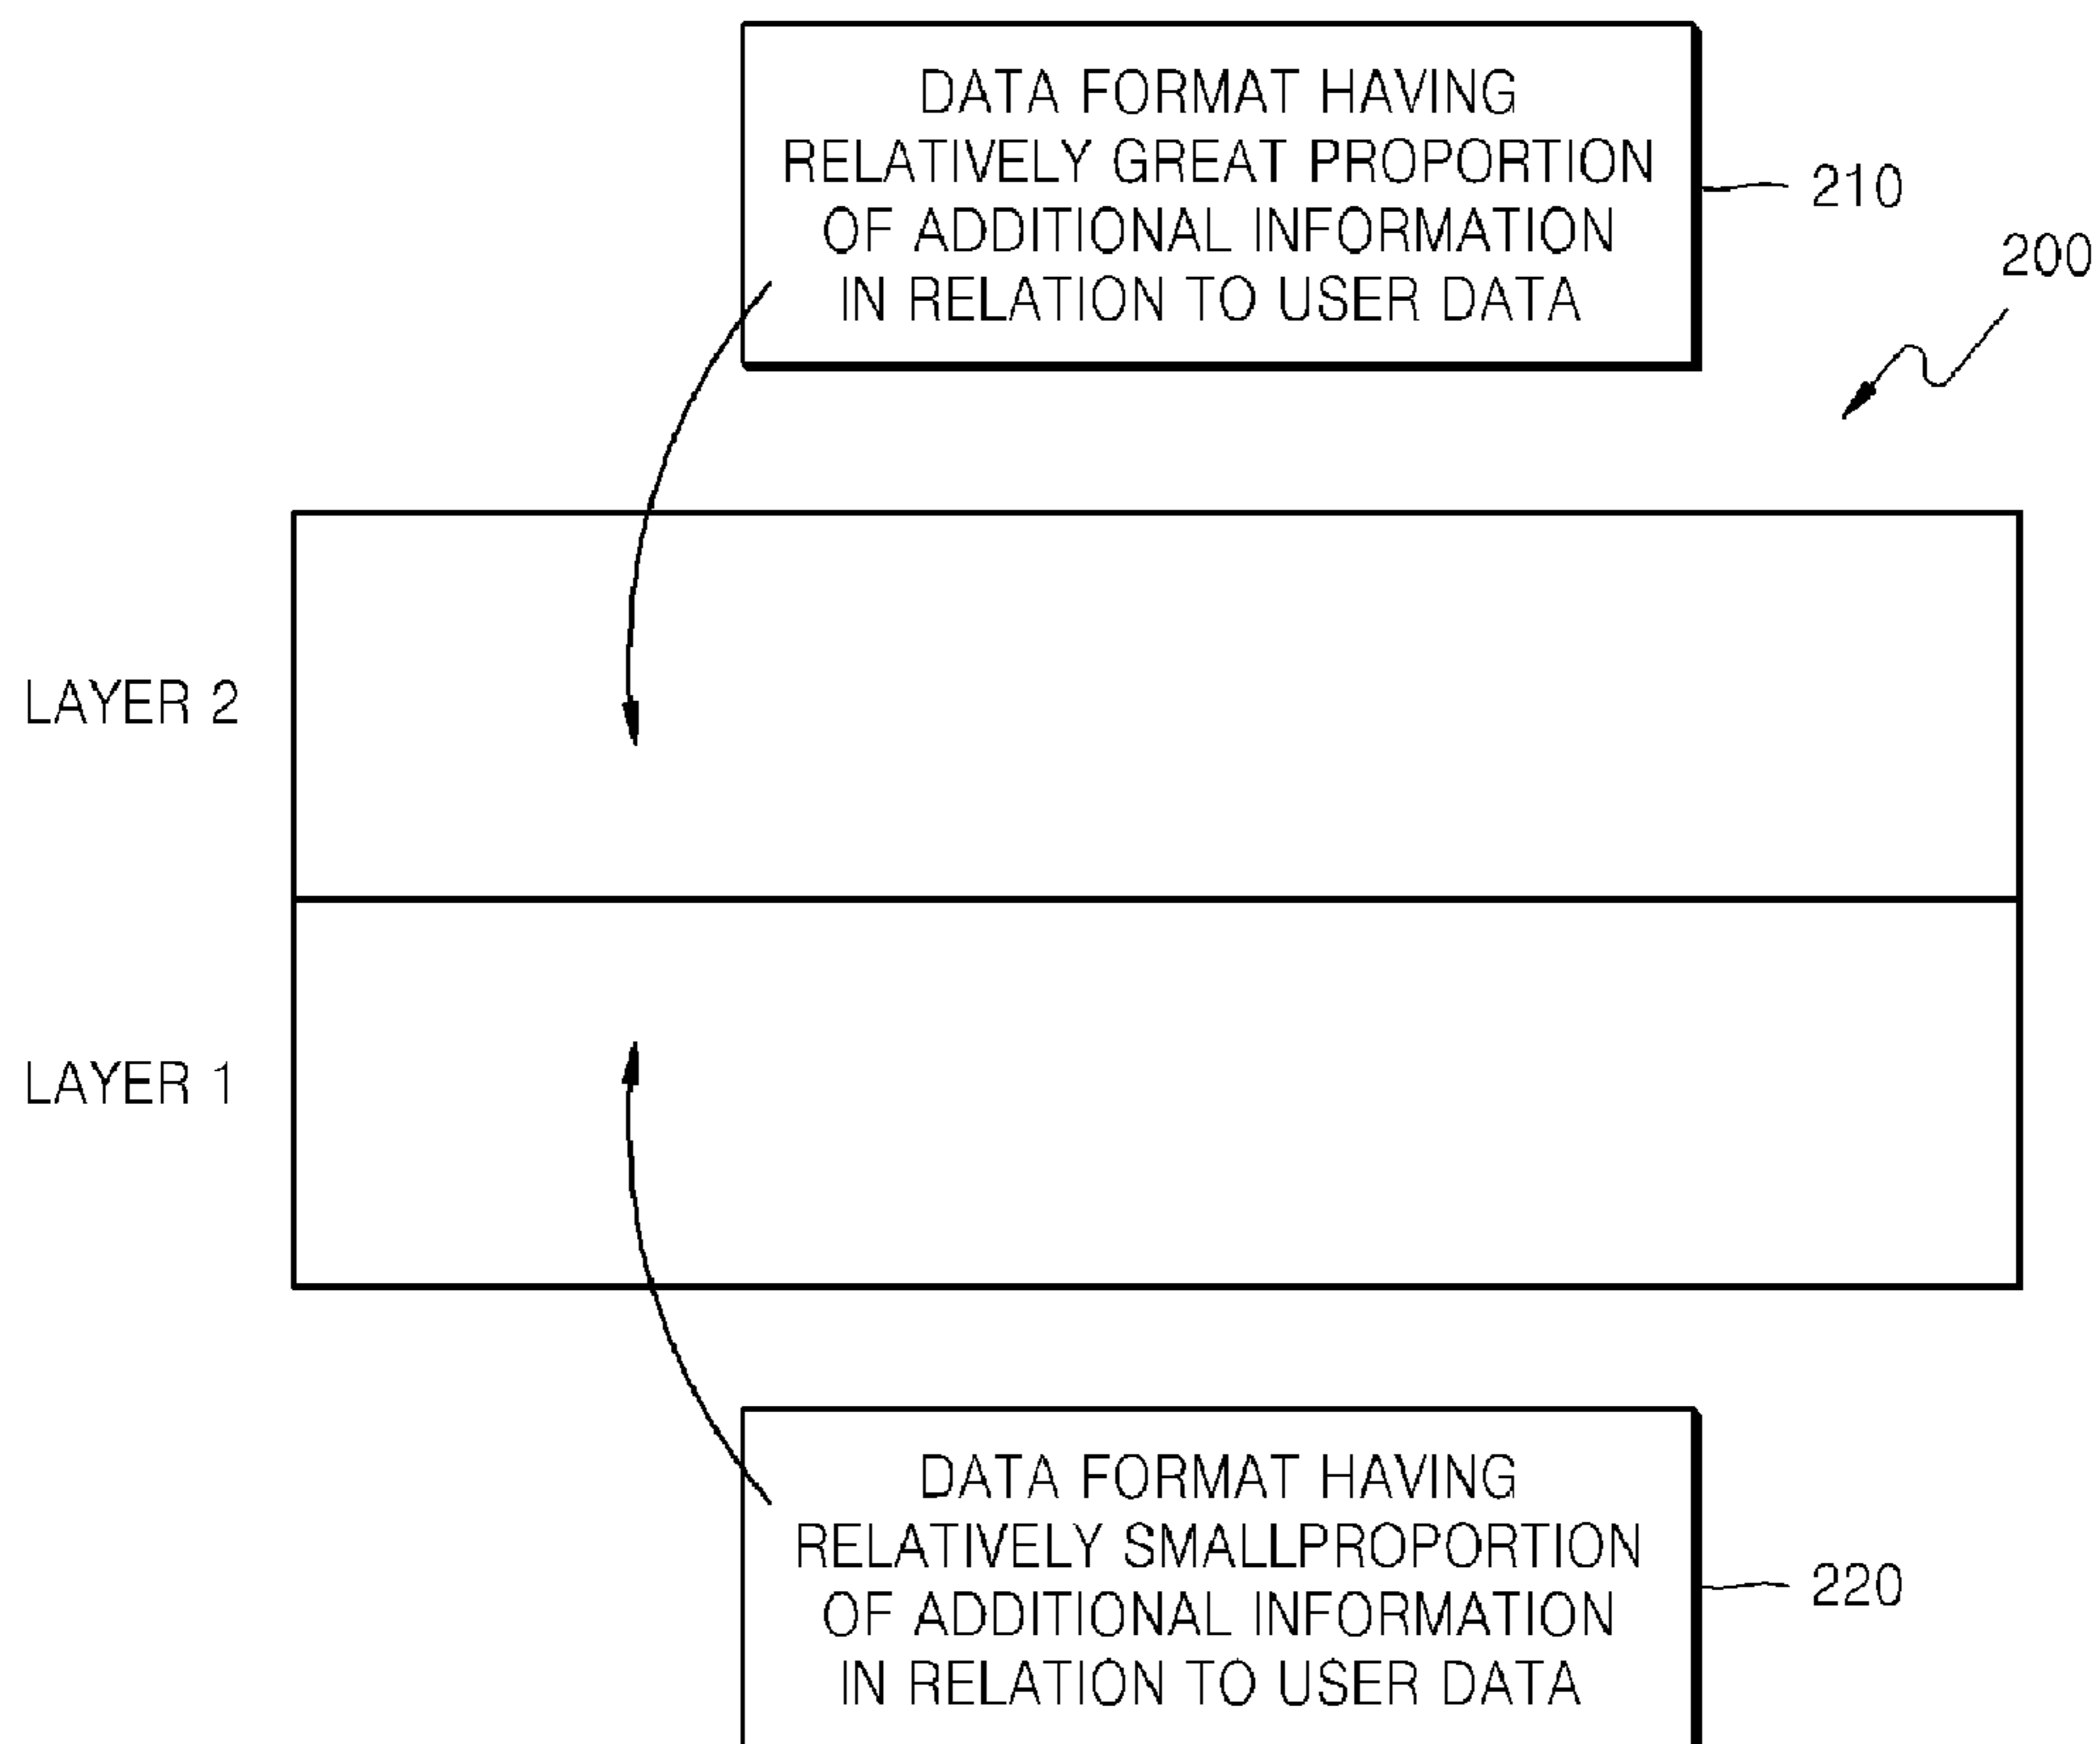 DATA FORMAT HAVING
RELATIVELY GREAT PROPORTION
OF ADDITIONAL INFORMATION
IN RELATION TO USER DATA
210
200
LAYER 2
LAYER 1
DATA FORMAT HAVING
RELATIVELY SMALLPROPORTION
OF ADDITIONAL INFORMATION
IN RELATION TO USER DATA
220